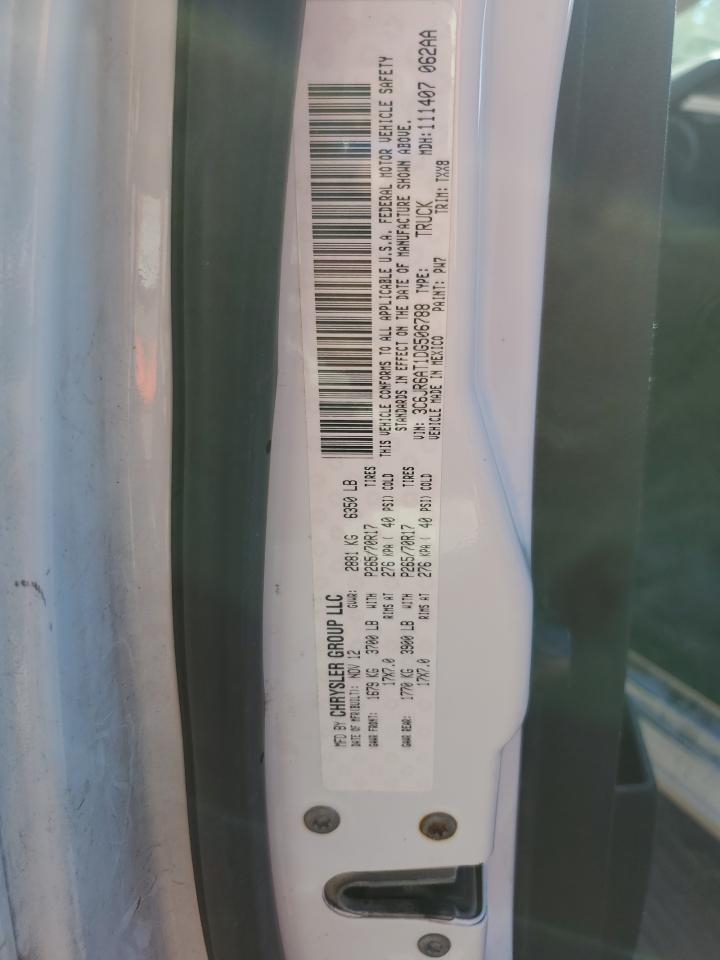 MFD BY CHRYSLER GROUP LLC
DATE OF MFR(BUILT): NOV 12 GVWR: 2881 KG 6350 LB
GAWR FRONT: 1679 KG 3700 LB WITH P265/70R17 TIRES
17X7.0 RIMS AT 276 KPA ( 40 PSI) COLD
GAWR REAR: 1770 KG 3900 LB WITH P265/70R17 TIRES
17X7.0 RIMS AT 276 KPA ( 40 PSI) COLD
THIS VEHICLE CONFORMS TO ALL APPLICABLE U.S.A. FEDERAL MOTOR VEHICLE SAFETY
STANDARDS IN EFFECT ON THE DATE OF MANUFACTURE SHOWN ABOVE.
VIN: 3C6JR6AT1DG506788 TYPE: TRUCK MDH:111407 062AA
VEHICLE MADE IN MEXICO PAINT: PW7 TRIM: TXX8